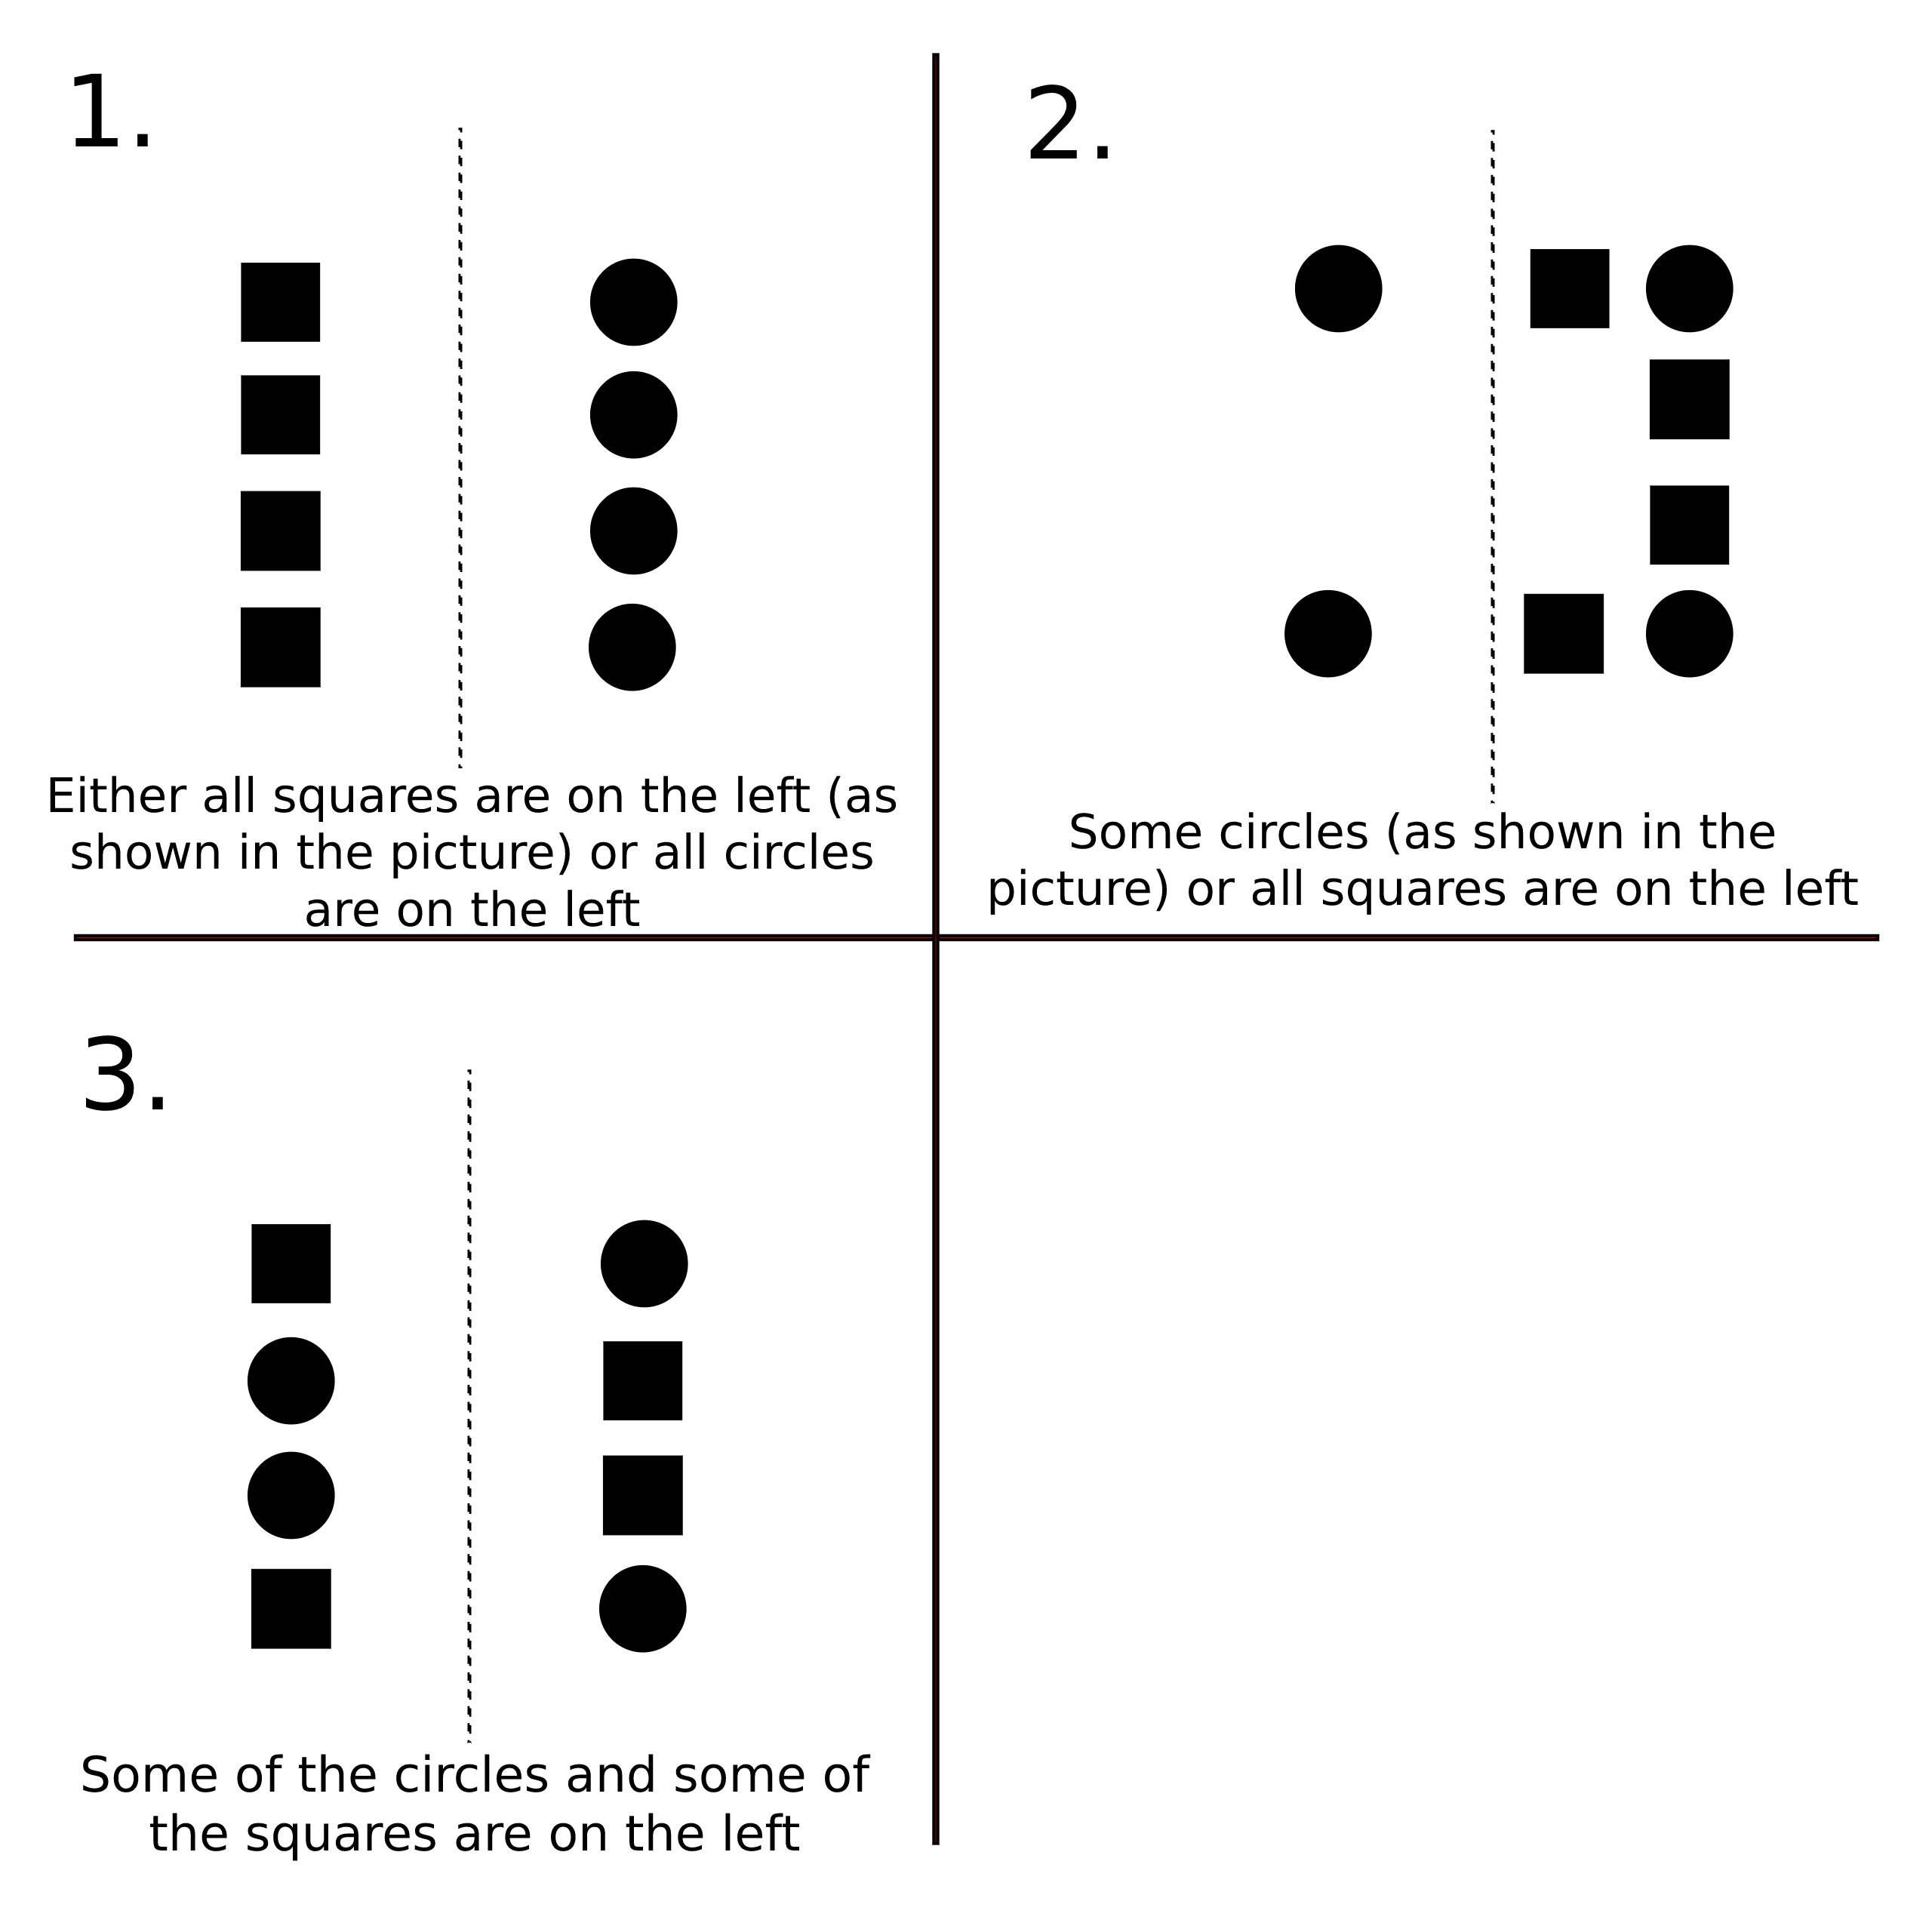 1.
Either all squares are on the left (as
shown in the picture) or all circles
are on the left
2.
Some circles (as shown in the
picture) or all squares are on the left
3.
Some of the circles and some of
the squares are on the left